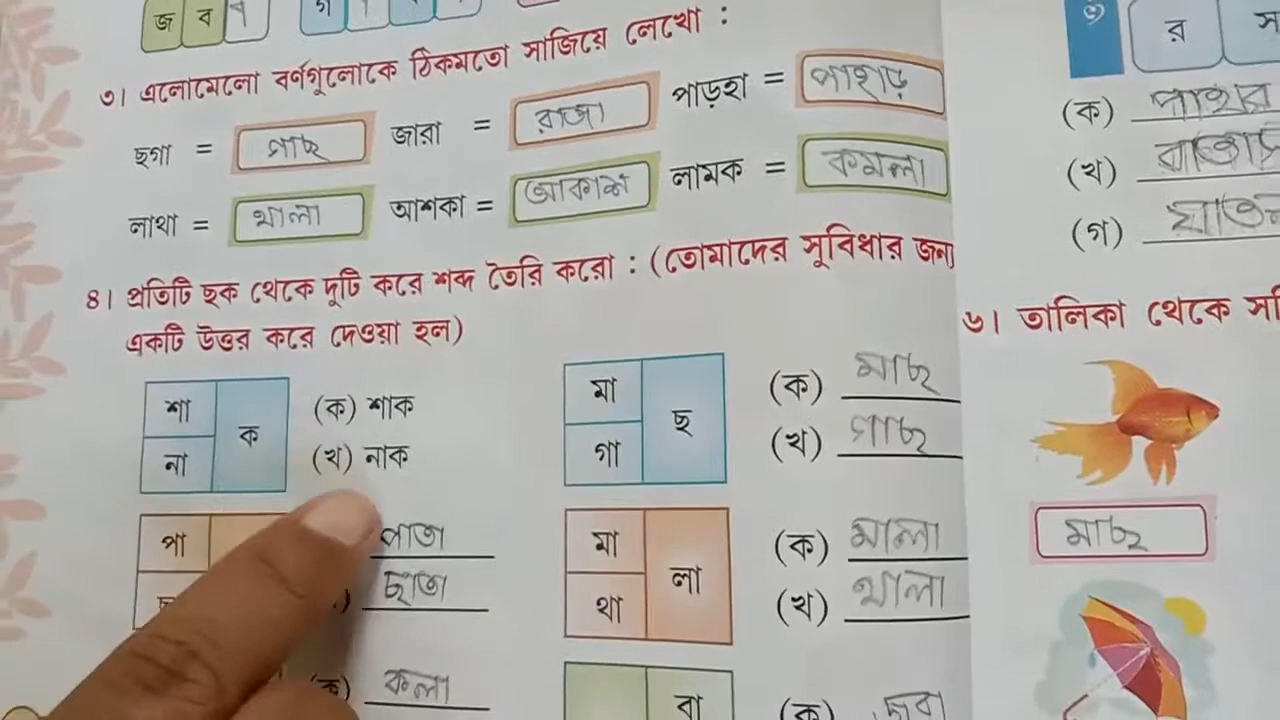 জ ব
৩। এলোমেলো বর্ণগুলোকে ঠিকমতো সাজিয়ে লেখো :
ছগা = গাছ জারা = রাজা পাড়হা = পাহাড়
লাথা = থালা আশকা = আকাশ লামক = কমলা
৪। প্রতিটি ছক থেকে দুটি করে শব্দ তৈরি করো : (তোমাদের সুবিধার জন্য
একটি উত্তর করে দেওয়া হল)
শা না ক
(ক) শাক
(খ) নাক
মা গা ছ
(ক) মাছ
(খ) গাছ
পা
পাতা
ছাতা
মা থা লা
(ক) মালা
(খ) থালা
(ক) কলা
বা
(ক) জবা
র স
(ক) পাহার
(খ)
(গ)
৬। তালিকা থেকে
মাছ